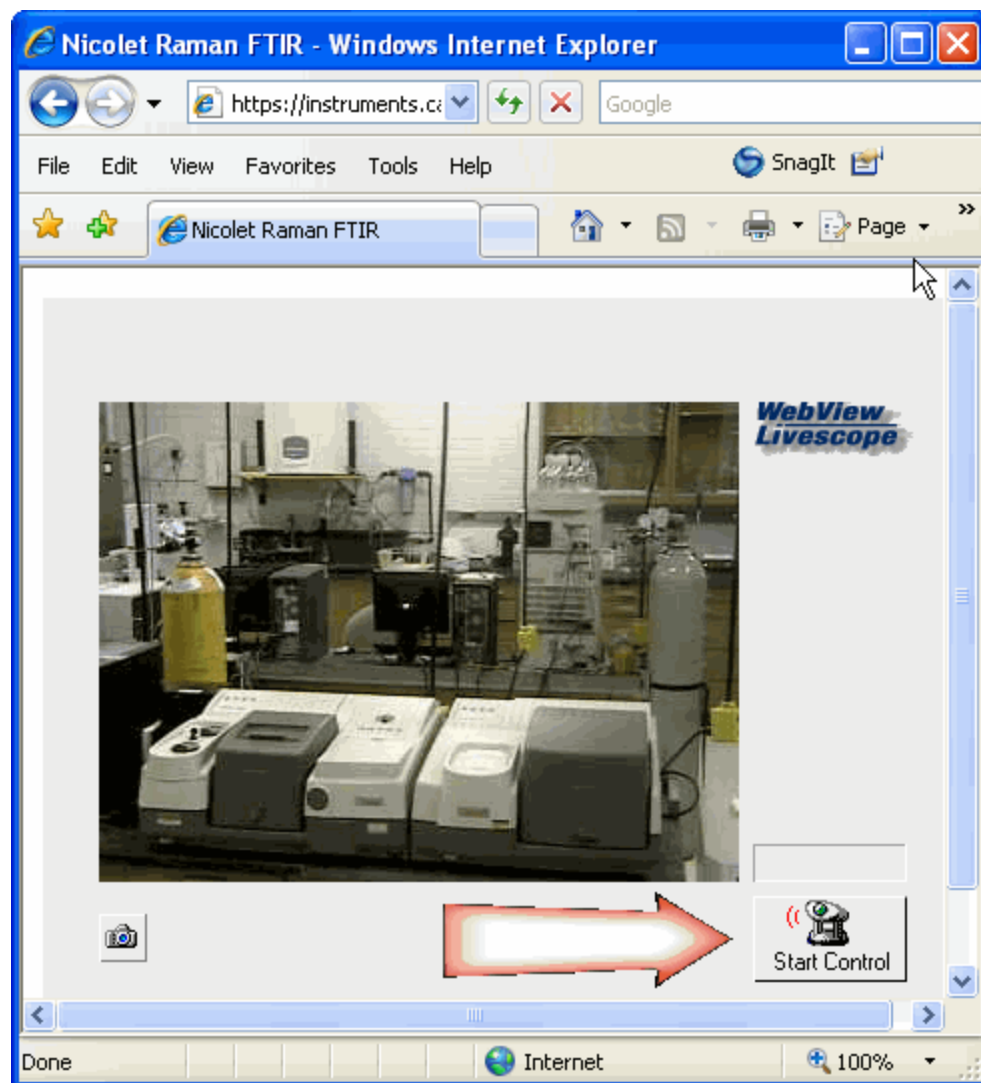 Nicolet Raman FTIR - Windows Internet Explorer
https://instruments.ca
Google
File Edit View Favorites Tools Help SnagIt
Nicolet Raman FTIR
Page
WebView
Livescope
Start Control
Done
Internet
100%